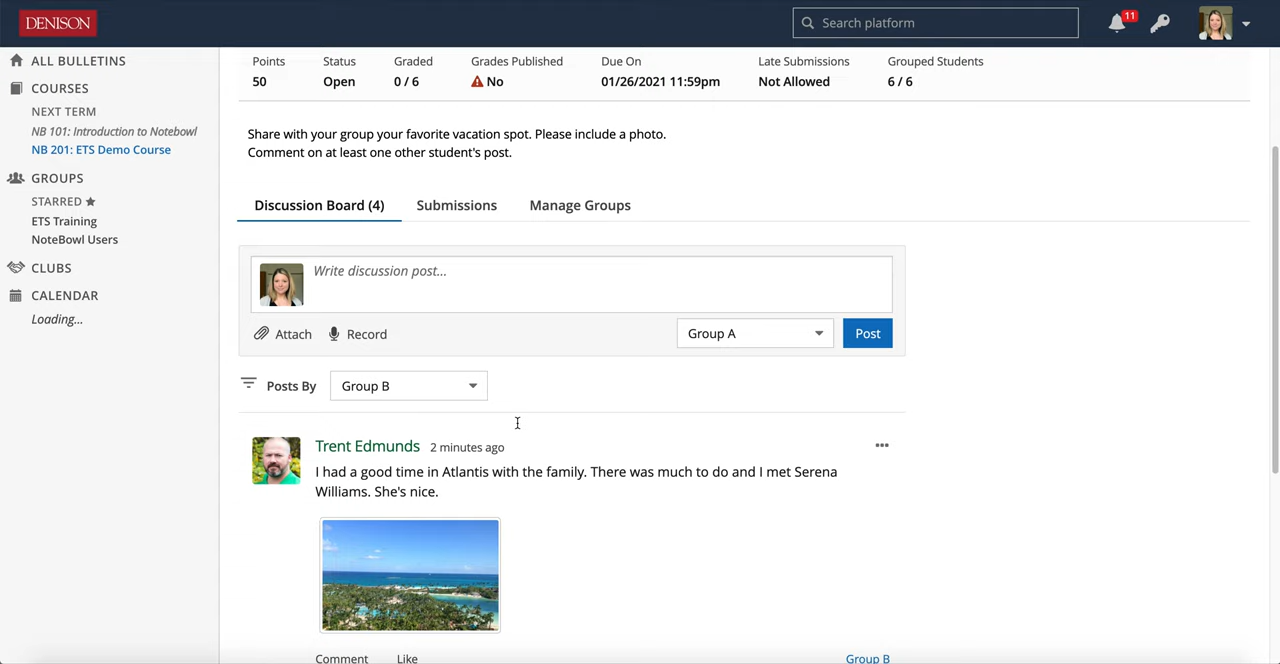 DENISON
Search platform
11
ALL BULLETINS
COURSES
NEXT TERM
NB 101: Introduction to Notebowl
NB 201: ETS Demo Course
GROUPS
STARRED
ETS Training
NoteBowl Users
CLUBS
CALENDAR
Loading...
Points Status Graded Grades Published Due On Late Submissions Grouped Students
50 Open 0 / 6 No 01/26/2021 11:59pm Not Allowed 6 / 6
Share with your group your favorite vacation spot. Please include a photo.
Comment on at least one other student's post.
Discussion Board (4) Submissions Manage Groups
Write discussion post...
Attach Record Group A Post
Posts By Group B
Trent Edmunds 2 minutes ago
I had a good time in Atlantis with the family. There was much to do and I met Serena
Williams. She's nice.
Comment Like Group B